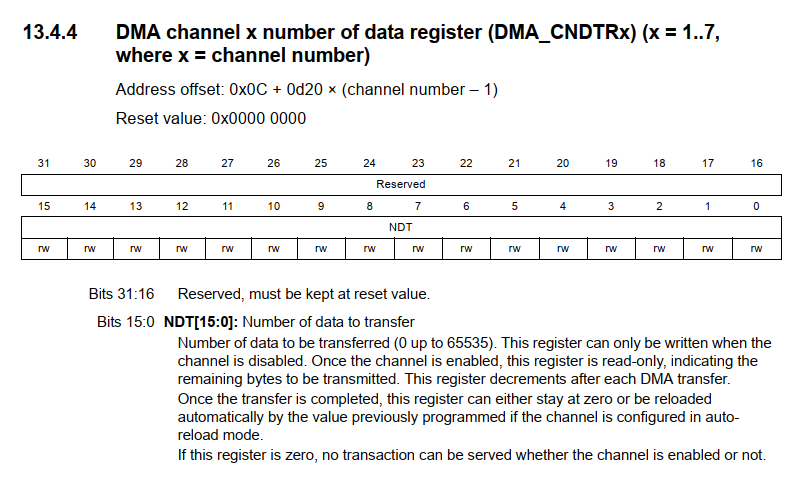 13.4.4 DMA channel x number of data register (DMA_CNDTRx) (x = 1..7,
where x = channel number)
Address offset: 0x0C + 0d20 × (channel number – 1)
Reset value: 0x0000 0000
31 30 29 28 27 26 25 24 23 22 21 20 19 18 17 16
Reserved
15 14 13 12 11 10 9 8 7 6 5 4 3 2 1 0
NDT
rw rw rw rw rw rw rw rw rw rw rw rw rw rw rw rw
Bits 31:16 Reserved, must be kept at reset value.
Bits 15:0 NDT[15:0]: Number of data to transfer
Number of data to be transferred (0 up to 65535). This register can only be written when the
channel is disabled. Once the channel is enabled, this register is read-only, indicating the
remaining bytes to be transmitted. This register decrements after each DMA transfer.
Once the transfer is completed, this register can either stay at zero or be reloaded
automatically by the value previously programmed if the channel is configured in auto-
reload mode.
If this register is zero, no transaction can be served whether the channel is enabled or not.